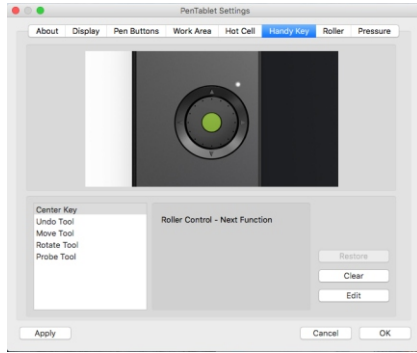 PenTablet Settings
About Display Pen Buttons Work Area Hot Cell Handy Key Roller Pressure
Center Key
Undo Tool
Move Tool
Rotate Tool
Probe Tool
Roller Control - Next Function
Restore
Clear
Edit
Apply Cancel OK